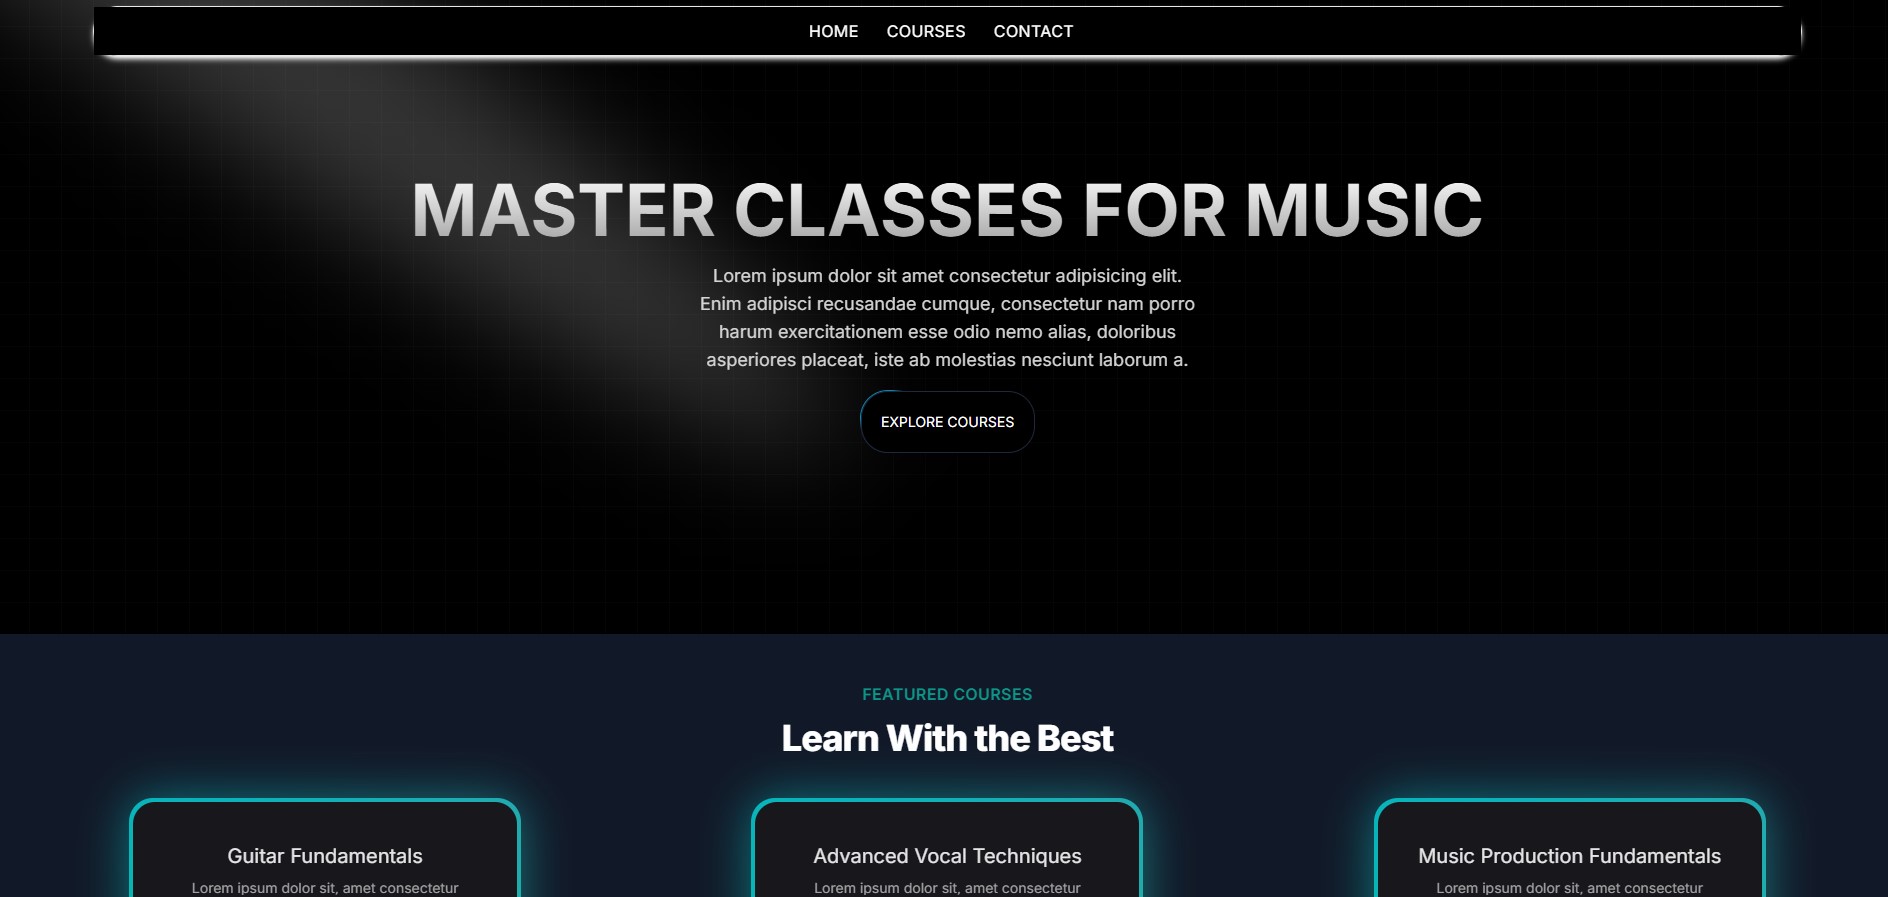 HOME COURSES CONTACT
MASTER CLASSES FOR MUSIC
Lorem ipsum dolor sit amet consectetur adipisicing elit.
Enim adipisci recusandae cumque, consectetur nam porro
harum exercitationem esse odio nemo alias, doloribus
asperiores placeat, iste ab molestias nesciunt laborum a.
EXPLORE COURSES
FEATURED COURSES
Learn With the Best
Guitar Fundamentals
Lorem ipsum dolor sit, amet consectetur
Advanced Vocal Techniques
Lorem ipsum dolor sit, amet consectetur
Music Production Fundamentals
Lorem ipsum dolor sit, amet consectetur